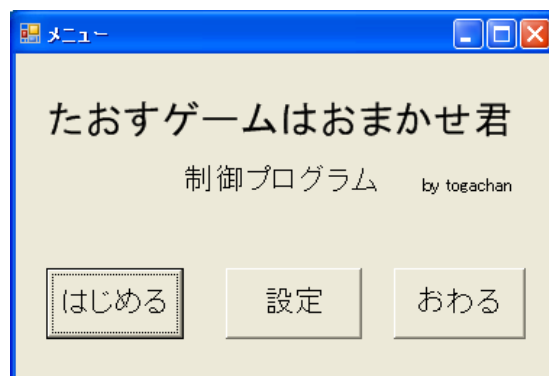 メニュー
たおすゲームはおまかせ君
制御プログラム by togachan
はじめる 設定 おわる